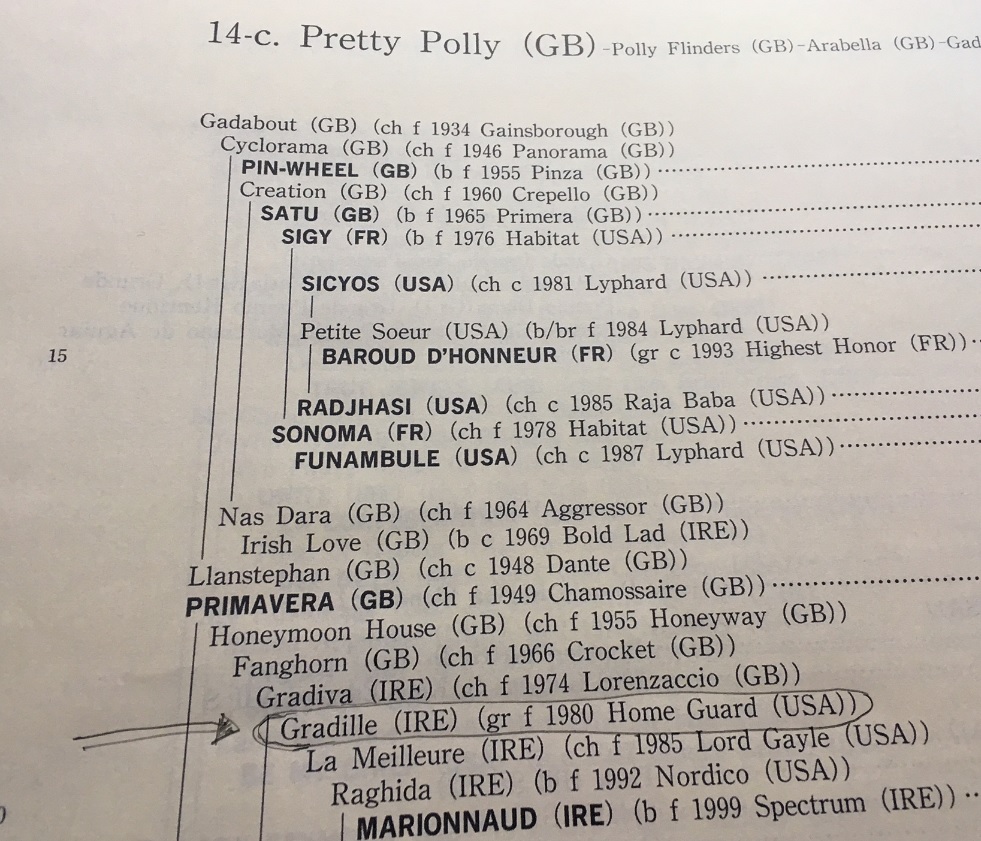 14-c. Pretty Polly (GB) -Polly Flinders (GB)-Arabella (GB)-Gad
Gadabout (GB) (ch f 1934 Gainsborough (GB))
Cyclorama (GB) (ch f 1946 Panorama (GB))
PIN-WHEEL (GB) (b f 1955 Pinza (GB))
Creation (GB) (ch f 1960 Crepello (GB))
SATU (GB) (b f 1965 Primera (GB))
SIGY (FR) (b f 1976 Habitat (USA))
SICYOS (USA) (ch c 1981 Lyphard (USA))
Petite Soeur (USA) (b/br f 1984 Lyphard (USA))
15 BAROUD D'HONNEUR (FR) (gr c 1993 Highest Honor (FR))
RADJHASI (USA) (ch c 1985 Raja Baba (USA))
SONOMA (FR) (ch f 1978 Habitat (USA))
FUNAMBULE (USA) (ch c 1987 Lyphard (USA))
Nas Dara (GB) (ch f 1964 Aggressor (GB))
Irish Love (GB) (b c 1969 Bold Lad (IRE))
Llanstephan (GB) (ch c 1948 Dante (GB))
PRIMAVERA (GB) (ch f 1949 Chamossaire (GB))
Honeymoon House (GB) (ch f 1955 Honeyway (GB))
Fanghorn (GB) (ch f 1966 Crocket (GB))
Gradiva (IRE) (ch f 1974 Lorenzaccio (GB))
Gradille (IRE) (gr f 1980 Home Guard (USA))
La Meilleure (IRE) (ch f 1985 Lord Gayle (USA))
Raghida (IRE) (b f 1992 Nordico (USA))
MARIONNAUD (IRE) (b f 1999 Spectrum (IRE))